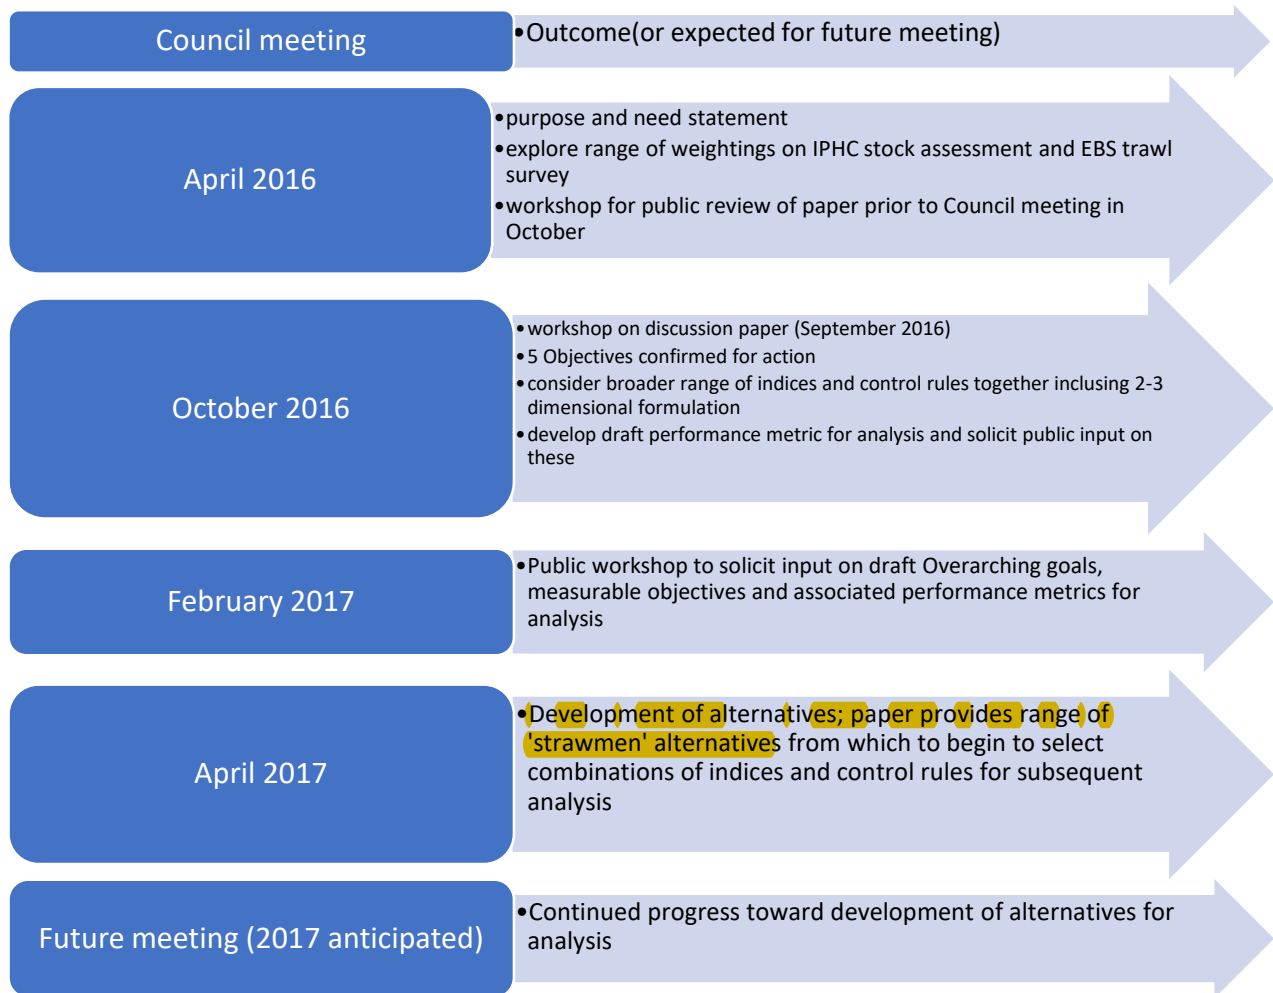 Council meeting
•Outcome(or expected for future meeting)
April 2016
•purpose and need statement
•explore range of weightings on IPHC stock assessment and EBS trawl
survey
•workshop for public review of paper prior to Council meeting in
October
October 2016
•workshop on discussion paper (September 2016)
•5 Objectives confirmed for action
•consider broader range of indices and control rules together inclusing 2-3
dimensional formulation
•develop draft performance metric for analysis and solicit public input on
these
February 2017
•Public workshop to solicit input on draft Overarching goals,
measurable objectives and associated performance metrics for
analysis
April 2017
•Development of alternatives; paper provides range of
'strawmen' alternatives from which to begin to select
combinations of indices and control rules for subsequent
analysis
Future meeting (2017 anticipated)
•Continued progress toward development of alternatives for
analysis